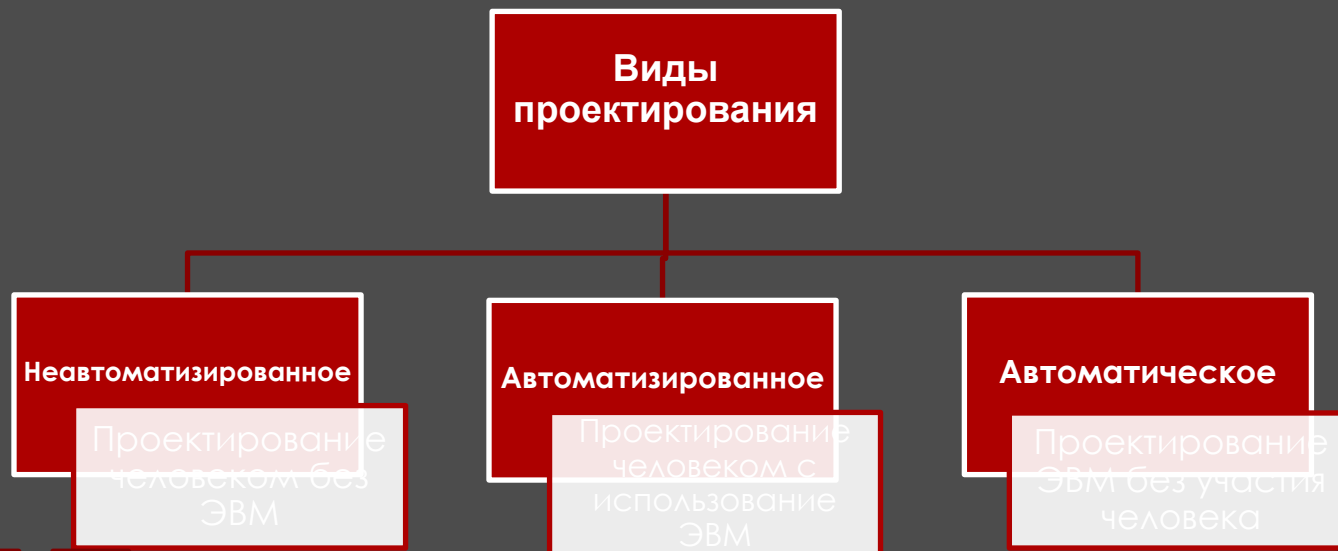 Виды
проектирования
Неавтоматизированное
Проектирование
человеком без
ЭВМ
Автоматизированное
Проектирование
человеком с
использование
ЭВМ
Автоматическое
Проектирование
ЭВМ без участия
человека